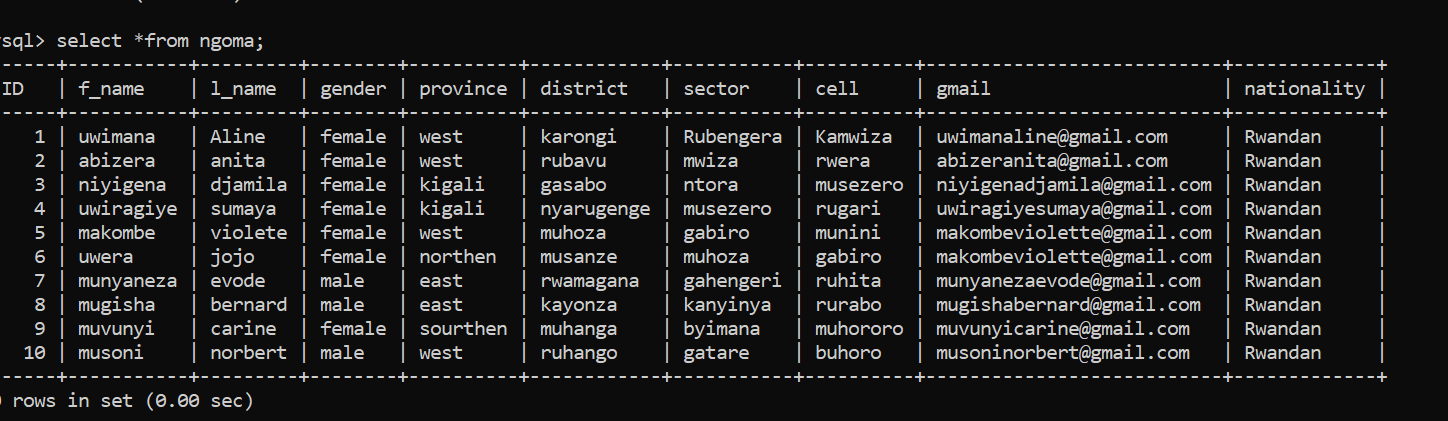 ysql> select *from ngoma;
-----+-----------+---------+--------+----------+------------+-----------+----------+---------------------------+-------------+
ID   | f_name    | l_name  | gender | province | district   | sector    | cell     | gmail                     | nationality |
-----+-----------+---------+--------+----------+------------+-----------+----------+---------------------------+-------------+
   1 | uwimana   | Aline   | female | west     | karongi    | Rubengera | Kamwiza  | uwimanaline@gmail.com     | Rwandan     |
   2 | abizera   | anita   | female | west     | rubavu     | mwiza     | rwera    | abizeranita@gmail.com     | Rwandan     |
   3 | niyigena  | djamila | female | kigali   | gasabo     | ntora     | musezero | niyigenadjamila@gmail.com | Rwandan     |
   4 | uwiragiye | sumaya  | female | kigali   | nyarugenge | musezero  | rugari   | uwiragiyesumaya@gmail.com | Rwandan     |
   5 | makombe   | violete | female | west     | muhoza     | gabiro    | munini   | makombeviolette@gmail.com | Rwandan     |
   6 | uwera     | jojo    | female | northen  | musanze    | muhoza    | gabiro   | makombeviolette@gmail.com | Rwandan     |
   7 | munyaneza | evode   | male   | east     | rwamagana  | gahengeri | ruhita   | munyanezaevode@gmail.com  | Rwandan     |
   8 | mugisha   | bernard | male   | east     | kayonza    | kanyinya  | rurabo   | mugishabernard@gmail.com  | Rwandan     |
   9 | muvunyi   | carine  | female | sourthen | muhanga    | byimana   | muhororo | muvunyicarine@gmail.com   | Rwandan     |
  10 | musoni    | norbert | male   | west     | ruhango    | gatare    | buhoro   | musoninorbert@gmail.com   | Rwandan     |
-----+-----------+---------+--------+----------+------------+-----------+----------+---------------------------+-------------+
rows in set (0.00 sec)